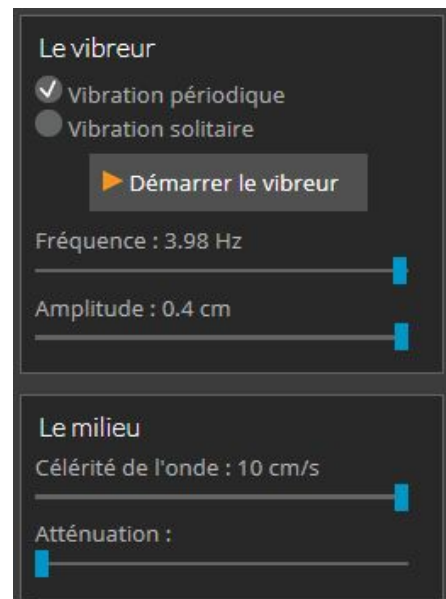 Le vibreur
Vibration périodique
Vibration solitaire
Démarrer le vibreur
Fréquence : 3.98 Hz
Amplitude : 0.4 cm
Le milieu
Célérité de l'onde : 10 cm/s
Atténuation :